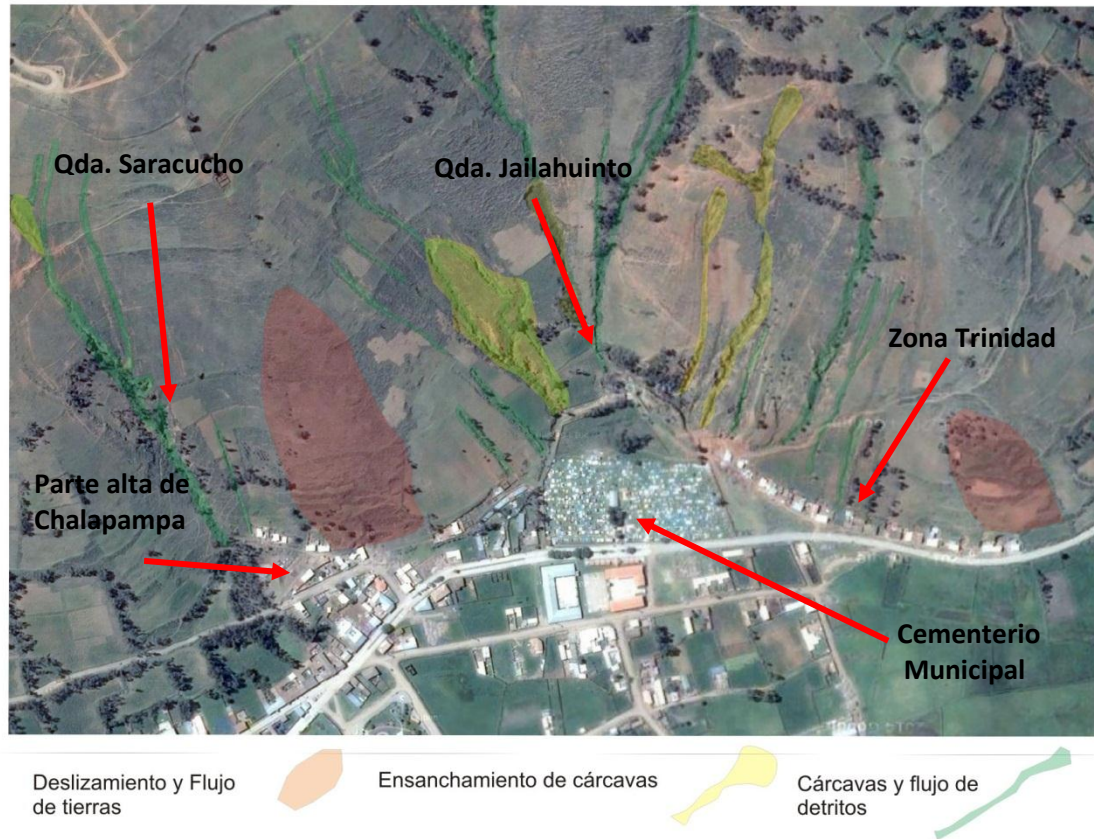 Qda. Saracucho
Qda. Jailahuinto
Zona Trinidad
Parte alta de
Chalapampa
Cementerio
Municipal
Deslizamiento y Flujo
de tierras
Ensanchamiento de cárcavas
Cárcavas y flujo de
detritos